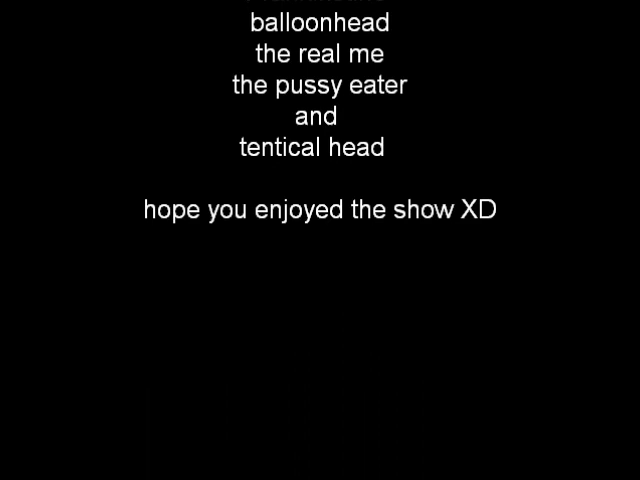 balloonhead
the real me
the pussy eater
and
tentical head
hope you enjoyed the show XD